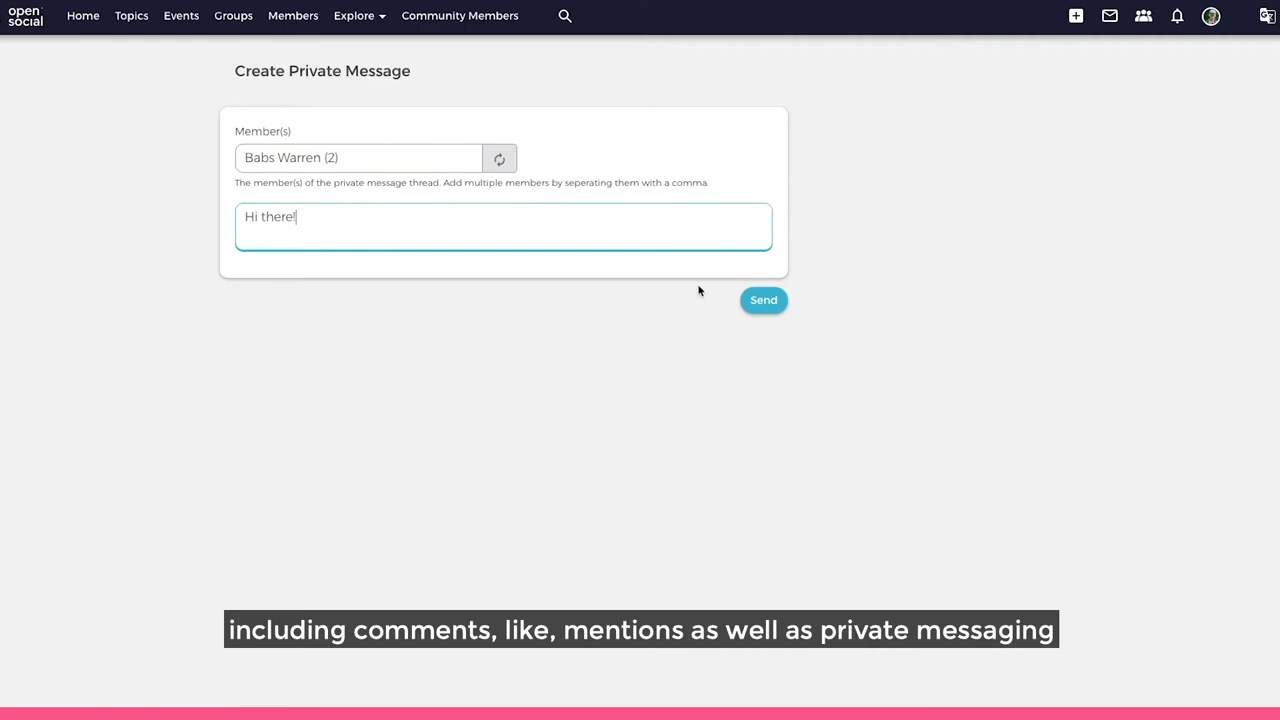 open
social
Home Topics Events Groups Members Explore Community Members
Create Private Message
Member(s)
Babs Warren (2)
The member(s) of the private message thread. Add multiple members by seperating them with a comma.
Hi there!
Send
including comments, like, mentions as well as private messaging